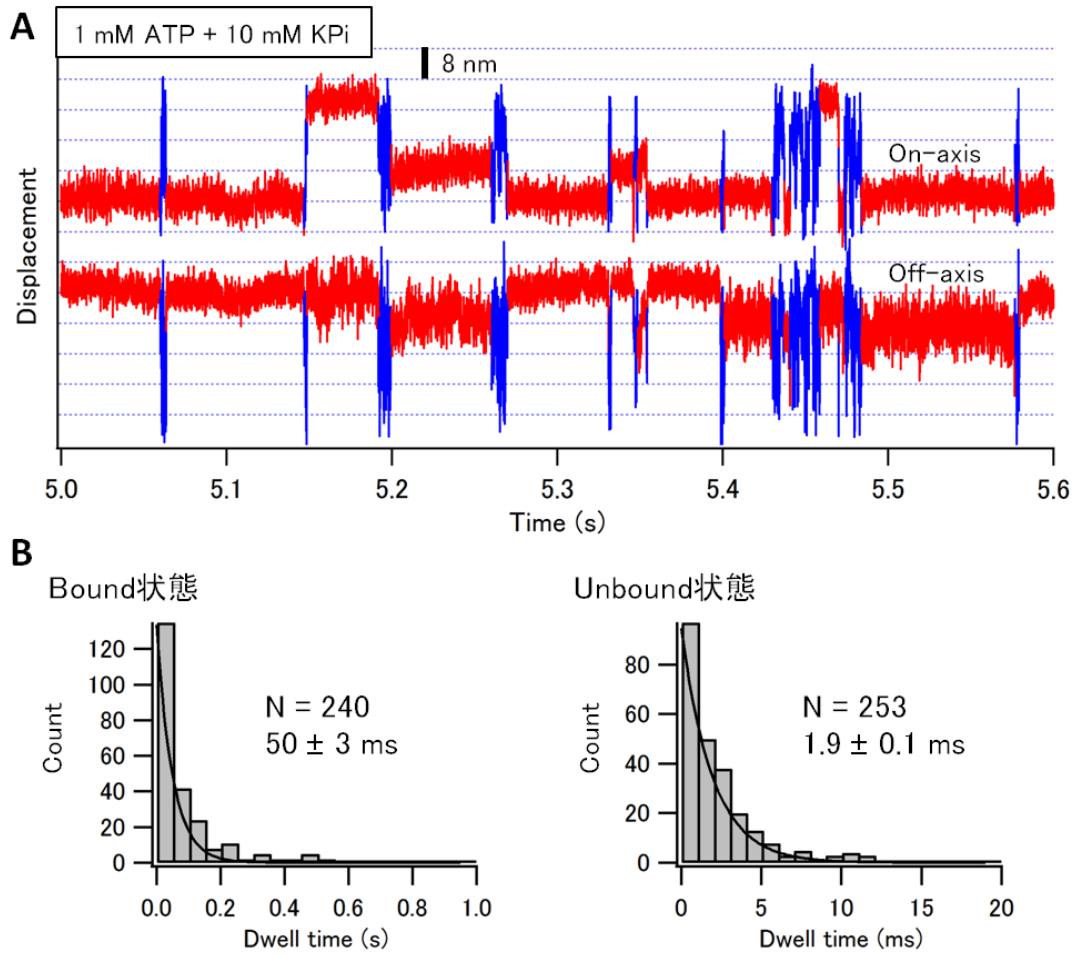 A
1 mM ATP + 10 mM KPi
8 nm
On-axis
Off-axis
Displacement
5.0 5.1 5.2 5.3 5.4 5.5 5.6
Time (s)
B
Bound状態
120
100
80
60
40
20
0
Count
N = 240
50 ± 3 ms
0.0 0.2 0.4 0.6 0.8 1.0
Dwell time (s)
Unbound状態
80
60
40
20
0
Count
N = 253
1.9 ± 0.1 ms
0 5 10 15 20
Dwell time (ms)